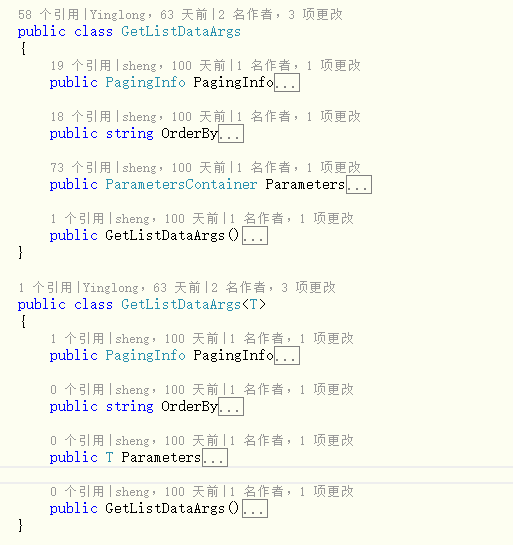 58 个引用|Yinglong，63 天前|2 名作者，3 项更改
public class GetListDataArgs
{
19 个引用|sheng，100 天前|1 名作者，1 项更改
public PagingInfo PagingInfo...
18 个引用|sheng，100 天前|1 名作者，1 项更改
public string OrderBy...
73 个引用|sheng，100 天前|1 名作者，1 项更改
public ParametersContainer Parameters...
1 个引用|sheng，100 天前|1 名作者，1 项更改
public GetListDataArgs()...
}
1 个引用|Yinglong，63 天前|2 名作者，3 项更改
public class GetListDataArgs<T>
{
1 个引用|sheng，100 天前|1 名作者，1 项更改
public PagingInfo PagingInfo...
0 个引用|sheng，100 天前|1 名作者，1 项更改
public string OrderBy...
0 个引用|sheng，100 天前|1 名作者，1 项更改
public T Parameters...
0 个引用|sheng，100 天前|1 名作者，1 项更改
public GetListDataArgs()...
}